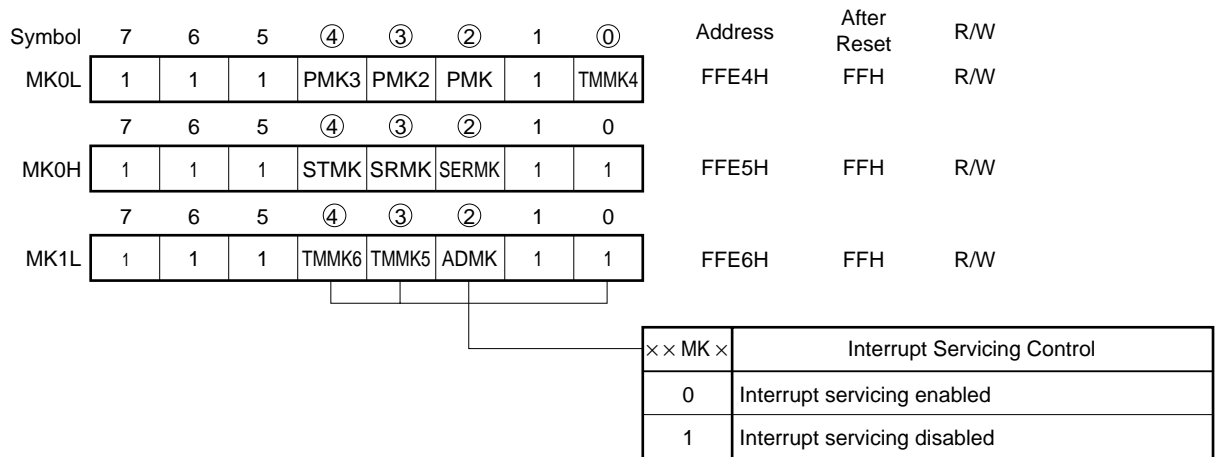 Symbol 7 6 5 ④ ③ ② 1 ⓪ Address After Reset R/W
MK0L 1 1 1 PMK3 PMK2 PMK 1 TMMK4 FFE4H FFH R/W
7 6 5 ④ ③ ② 1 0
MK0H 1 1 1 STMK SRMK SERMK 1 1 FFE5H FFH R/W
7 6 5 ④ ③ ② 1 0
MK1L 1 1 1 TMMK6 TMMK5 ADMK 1 1 FFE6H FFH R/W
××MK× Interrupt Servicing Control
0 Interrupt servicing enabled
1 Interrupt servicing disabled